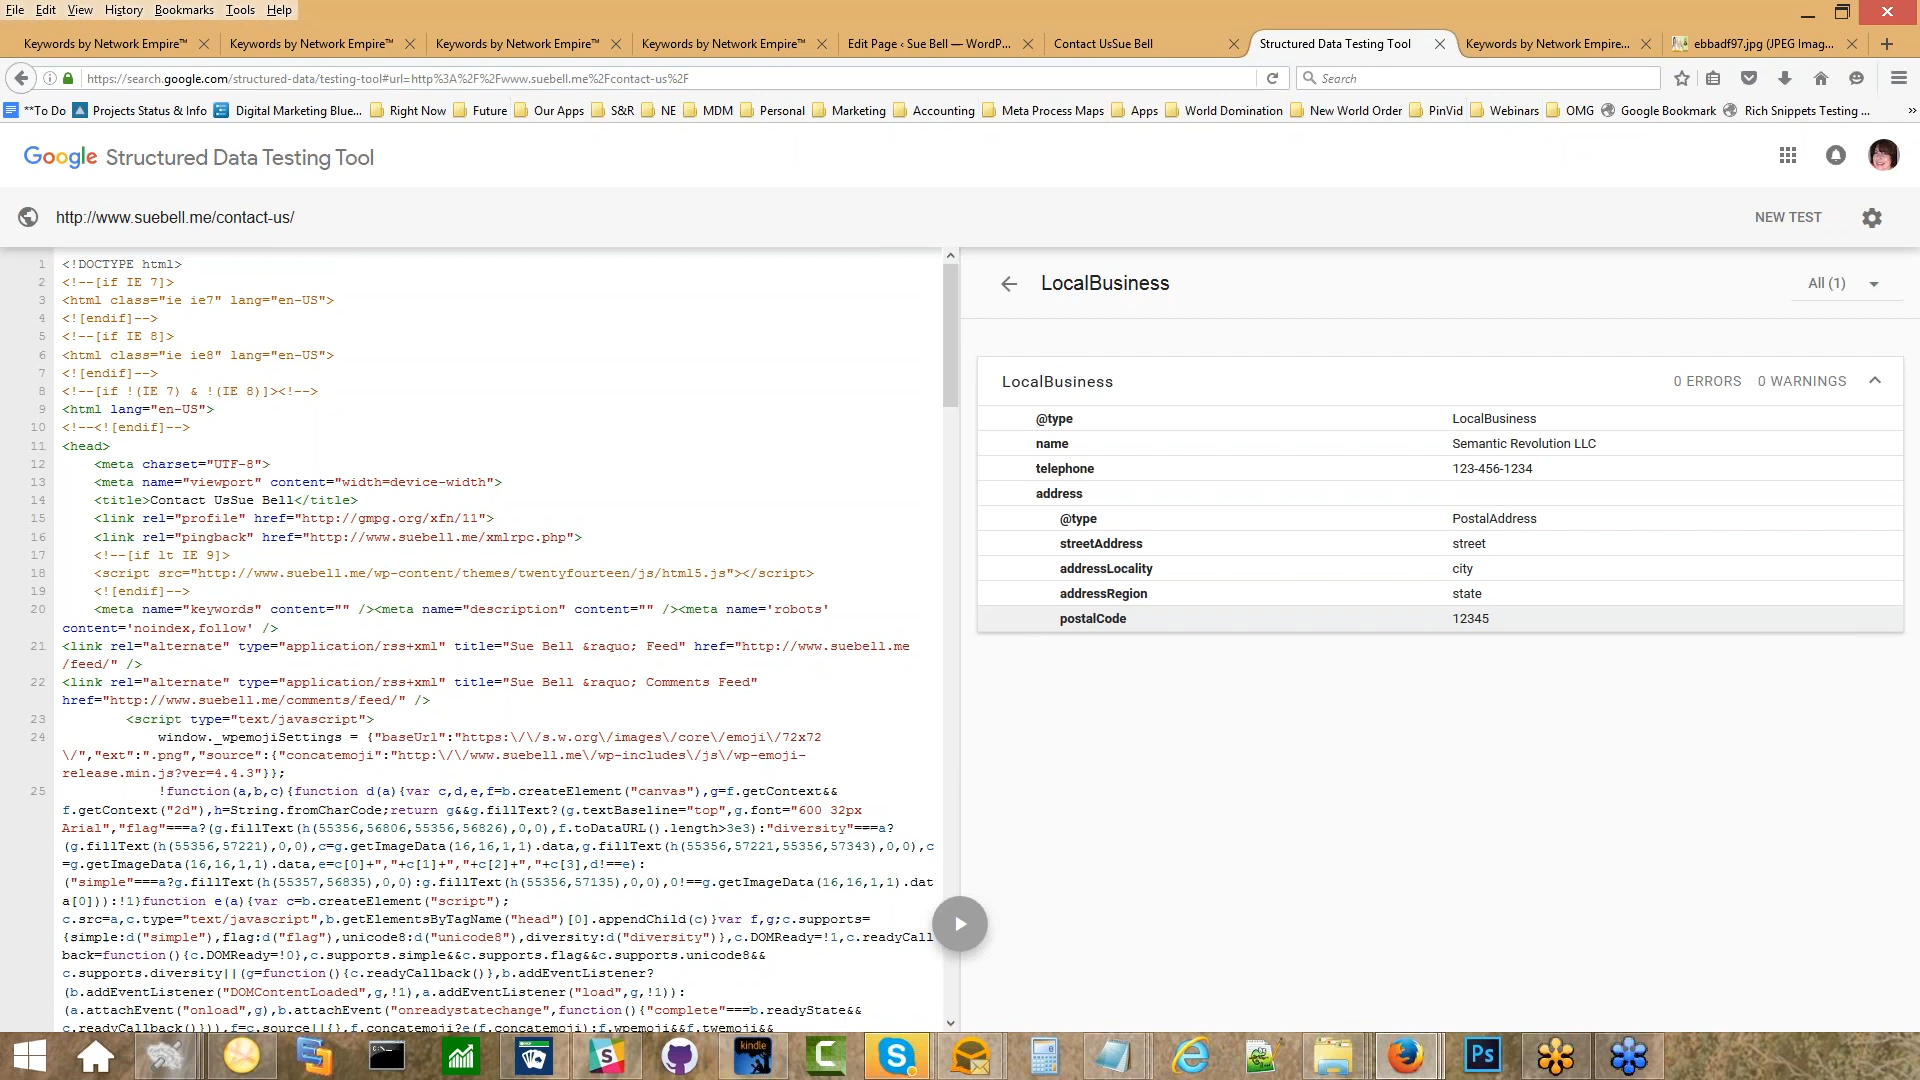 File Edit View History Bookmarks Tools Help
Keywords by Network Empire™ Keywords by Network Empire™ Keywords by Network Empire™ Keywords by Network Empire™ Edit Page ‹ Sue Bell — WordP... Contact UsSue Bell Structured Data Testing Tool Keywords by Network Empire... ebbadf97.jpg (JPEG Imag...
https://search.google.com/structured-data/testing-tool#url=http%3A%2F%2Fwww.suebell.me%2Fcontact-us%2F Search
**To Do Projects Status & Info Digital Marketing Blue... Right Now Future Our Apps S&R NE MDM Personal Marketing Accounting Meta Process Maps Apps World Domination New World Order PinVid Webinars OMG Google Bookmark Rich Snippets Testing ... »
Google Structured Data Testing Tool
http://www.suebell.me/contact-us/ NEW TEST
1 <!DOCTYPE html>
2 <!--[if IE 7]>
3 <html class="ie ie7" lang="en-US">
4 <![endif]-->
5 <!--[if IE 8]>
6 <html class="ie ie8" lang="en-US">
7 <![endif]-->
8 <!--[if !(IE 7) & !(IE 8)]><!-->
9 <html lang="en-US">
10 <!--<![endif]-->
11 <head>
12 <meta charset="UTF-8">
13 <meta name="viewport" content="width=device-width">
14 <title>Contact UsSue Bell</title>
15 <link rel="profile" href="http://gmpg.org/xfn/11">
16 <link rel="pingback" href="http://www.suebell.me/xmlrpc.php">
17 <!--[if lt IE 9]>
18 <script src="http://www.suebell.me/wp-content/themes/twentyfourteen/js/html5.js"></script>
19 <![endif]-->
20 <meta name="keywords" content="" /><meta name="description" content="" /><meta name='robots'
content='noindex,follow' />
21 <link rel="alternate" type="application/rss+xml" title="Sue Bell &raquo; Feed" href="http://www.suebell.me
/feed/" />
22 <link rel="alternate" type="application/rss+xml" title="Sue Bell &raquo; Comments Feed"
href="http://www.suebell.me/comments/feed/" />
23 <script type="text/javascript">
24 window._wpemojiSettings = {"baseUrl":"https:\/\/s.w.org\/images\/core\/emoji\/72x72
\/","ext":".png","source":{"concatemoji":"http:\/\/www.suebell.me\/wp-includes\/js\/wp-emoji-
release.min.js?ver=4.4.3"}};
25 !function(a,b,c){function d(a){var c,d,e,f=b.createElement("canvas"),g=f.getContext&&
f.getContext("2d"),h=String.fromCharCode;return g&&g.fillText?(g.textBaseline="top",g.font="600 32px
Arial","flag"===a?(g.fillText(h(55356,56806,55356,56826),0,0),f.toDataURL().length>3e3):"diversity"===a?
(g.fillText(h(55356,57221),0,0),c=g.getImageData(16,16,1,1).data,g.fillText(h(55356,57221,55356,57343),0,0),c
=g.getImageData(16,16,1,1).data,e=c[0]+","+c[1]+","+c[2]+","+c[3],d!==e):
("simple"===a?g.fillText(h(55357,56835),0,0):g.fillText(h(55356,57135),0,0),0!==g.getImageData(16,16,1,1).dat
a[0])):!1}function e(a){var c=b.createElement("script");
c.src=a,c.type="text/javascript",b.getElementsByTagName("head")[0].appendChild(c)}var f,g;c.supports=
{simple:d("simple"),flag:d("flag"),unicode8:d("unicode8"),diversity:d("diversity")},c.DOMReady=!1,c.readyCall
back=function(){c.DOMReady=!0},c.supports.simple&&c.supports.flag&&c.supports.unicode8&&
c.supports.diversity||(g=function(){c.readyCallback()},b.addEventListener?
(b.addEventListener("DOMContentLoaded",g,!1),a.addEventListener("load",g,!1)):
(a.attachEvent("onload",g),b.attachEvent("onreadystatechange",function(){"complete"===b.readyState&&
c.readyCallback()})),f=c.source||{},f.concatemoji?e(f.concatemoji):f.wpemoji&&f.twemoji&&
LocalBusiness All (1)
LocalBusiness 0 ERRORS 0 WARNINGS
@type LocalBusiness
name Semantic Revolution LLC
telephone 123-456-1234
address
@type PostalAddress
streetAddress street
addressLocality city
addressRegion state
postalCode 12345
kindle
Ps